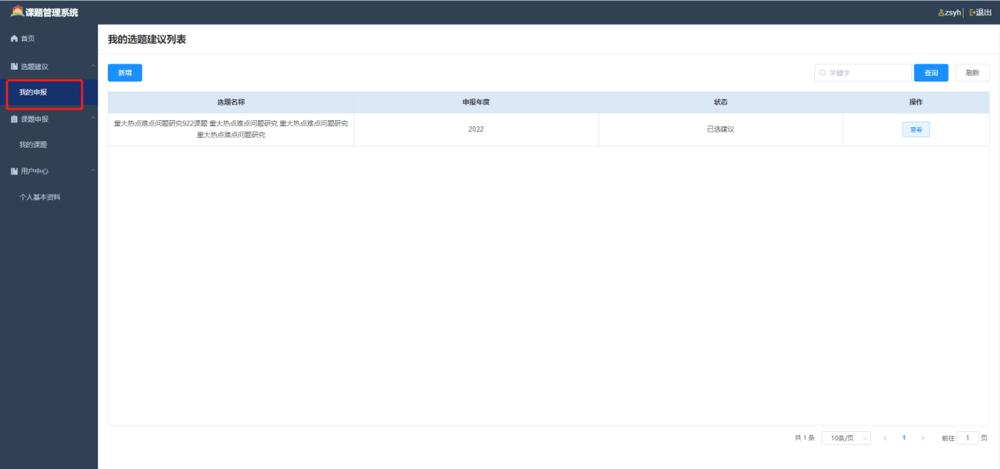 课题管理系统
zsyh 退出
首页
选题建议
我的申报
课题申报
我的课题
用户中心
个人基本资料
我的选题建议列表
新增 关键字 查询 刷新
选题名称 申报年度 状态 操作
重大热点难点问题研究922课题 重大热点难点问题研究 重大热点难点问题研究 2022 已选建议 查看
重大热点难点问题研究
共 1 条 10条/页 1 前往 1 页